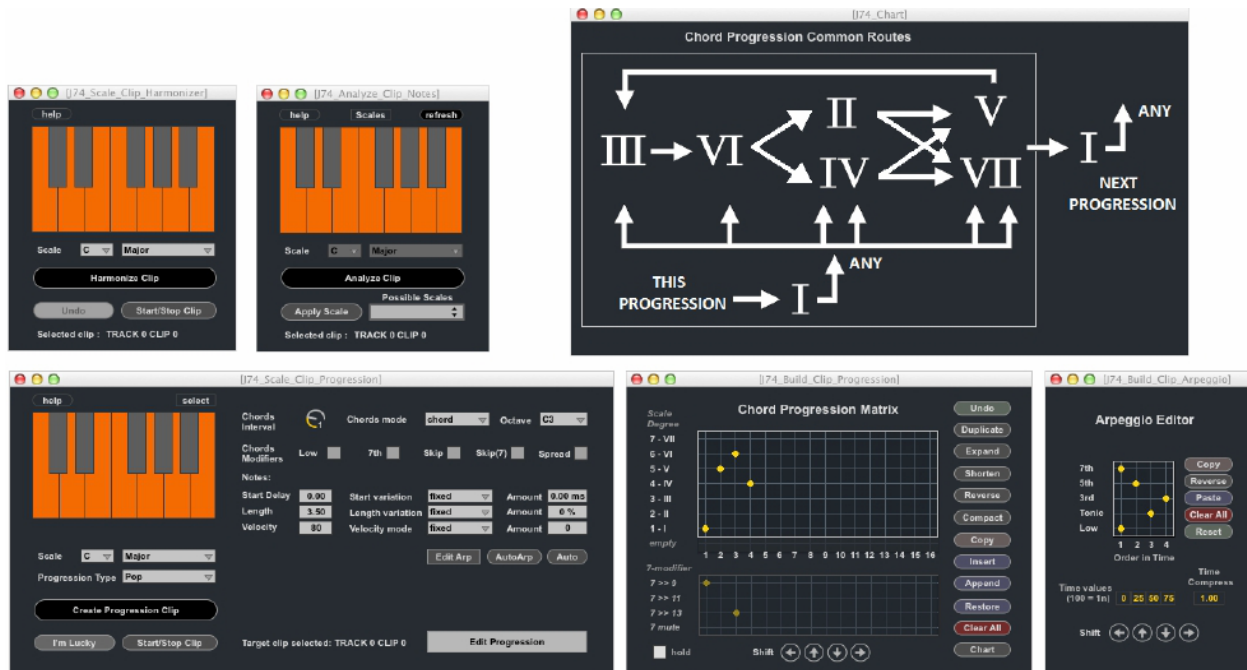 [J74_Scale_Clip_Harmonizer]
help
Scale C Major
Harmonize Clip
Undo Start/Stop Clip
Selected clip : TRACK 0 CLIP 0
[J74_Analyze_Clip_Notes]
help Scales refresh
Scale C Major
Analyze Clip
Possible Scales
Apply Scale
Selected clip : TRACK 0 CLIP 0
[J74_Chart]
Chord Progression Common Routes
III VI II IV V VII I ANY
NEXT
PROGRESSION
ANY
THIS
PROGRESSION I
[J74_Scale_Clip_Progression]
help select
Scale C Major
Progression Type Pop
Create Progression Clip
I'm Lucky Start/Stop Clip
Chords
Interval 1 Chords mode chord Octave C3
Chords
Modifiers Low 7th Skip Skip(7) Spread
Notes:
Start Delay 0.00 Start variation fixed Amount 0.00 ms
Length 3.50 Length variation fixed Amount 0 %
Velocity 80 Velocity mode fixed Amount 0
Edit Arp AutoArp Auto
Target clip selected: TRACK 0 CLIP 0 Edit Progression
[J74_Build_Clip_Progression]
Chord Progression Matrix
Scale
Degree
7 - VII
6 - VI
5 - V
4 - IV
3 - III
2 - II
1 - I
empty
1 2 3 4 5 6 7 8 9 10 11 12 13 14 15 16
7-modifier
7 >> 9
7 >> 11
7 >> 13
7 mute
hold Shift
Undo
Duplicate
Expand
Shorten
Reverse
Compact
Copy
Insert
Append
Restore
Clear All
Chart
[J74_Build_Clip_Arpeggio]
Arpeggio Editor
7th
5th
3rd
Tonic
Low
1 2 3 4
Order in Time
Copy
Reverse
Paste
Clear All
Reset
Time values
(100 = 1n) 0 25 50 75
Time
Compress
1.00
Shift